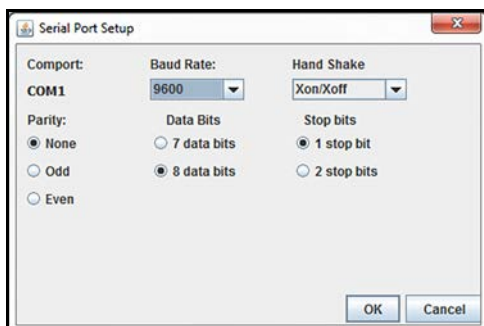 Serial Port Setup
Comport: Baud Rate: Hand Shake
COM1 9600 Xon/Xoff
Parity: Data Bits Stop bits
None 7 data bits 1 stop bit
Odd 8 data bits 2 stop bits
Even
OK Cancel